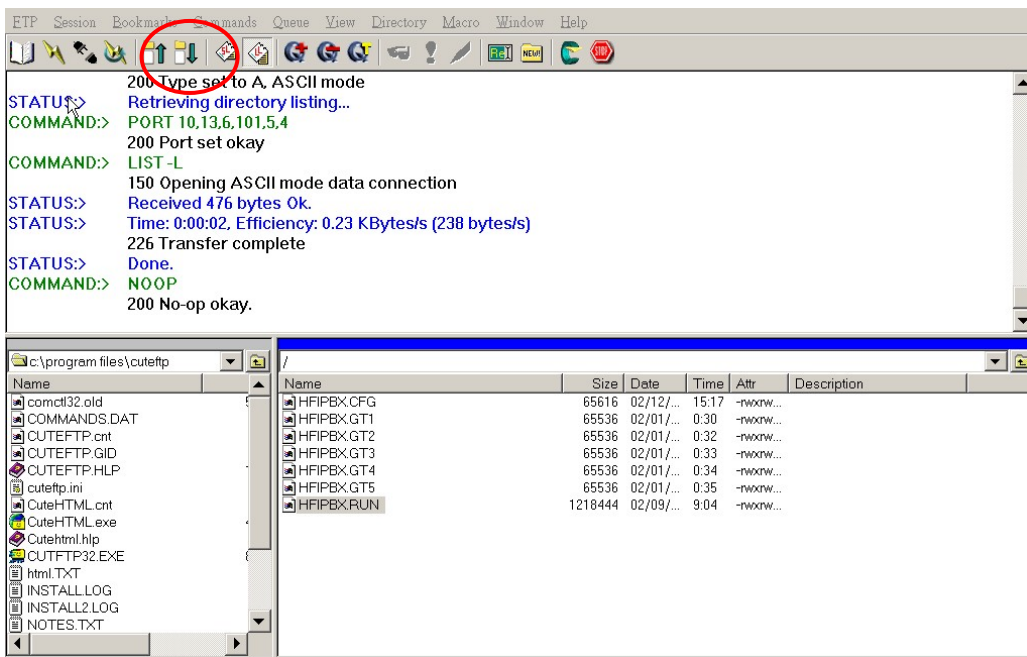 FTP Session Bookmarks Commands Queue View Directory Macro Window Help
ReI NEW! STOP
200 Type set to A, ASCII mode
STATUS:> Retrieving directory listing...
COMMAND:> PORT 10,13,6,101,5,4
200 Port set okay
COMMAND:> LIST -L
150 Opening ASCII mode data connection
STATUS:> Received 476 bytes Ok.
STATUS:> Time: 0:00:02, Efficiency: 0.23 KBytes/s (238 bytes/s)
226 Transfer complete
STATUS:> Done.
COMMAND:> NOOP
200 No-op okay.
c:\program files\cuteftp
Name
comctl32.old
COMMANDS.DAT
CUTEFTP.cnt
CUTEFTP.GID
CUTEFTP.HLP
cuteftp.ini
CuteHTML.cnt
CuteHTML.exe
Cutehtml.hlp
CUTFTP32.EXE
html.TXT
INSTALL.LOG
INSTALL2.LOG
NOTES.TXT
/
Name Size Date Time Attr Description
HFIPBX.CFG 65616 02/12/... 15:17 -rwxrw...
HFIPBX.GT1 65536 02/01/... 0:30 -rwxrw...
HFIPBX.GT2 65536 02/01/... 0:32 -rwxrw...
HFIPBX.GT3 65536 02/01/... 0:33 -rwxrw...
HFIPBX.GT4 65536 02/01/... 0:34 -rwxrw...
HFIPBX.GT5 65536 02/01/... 0:35 -rwxrw...
HFIPBX.RUN 1218444 02/09/... 9:04 -rwxrw...